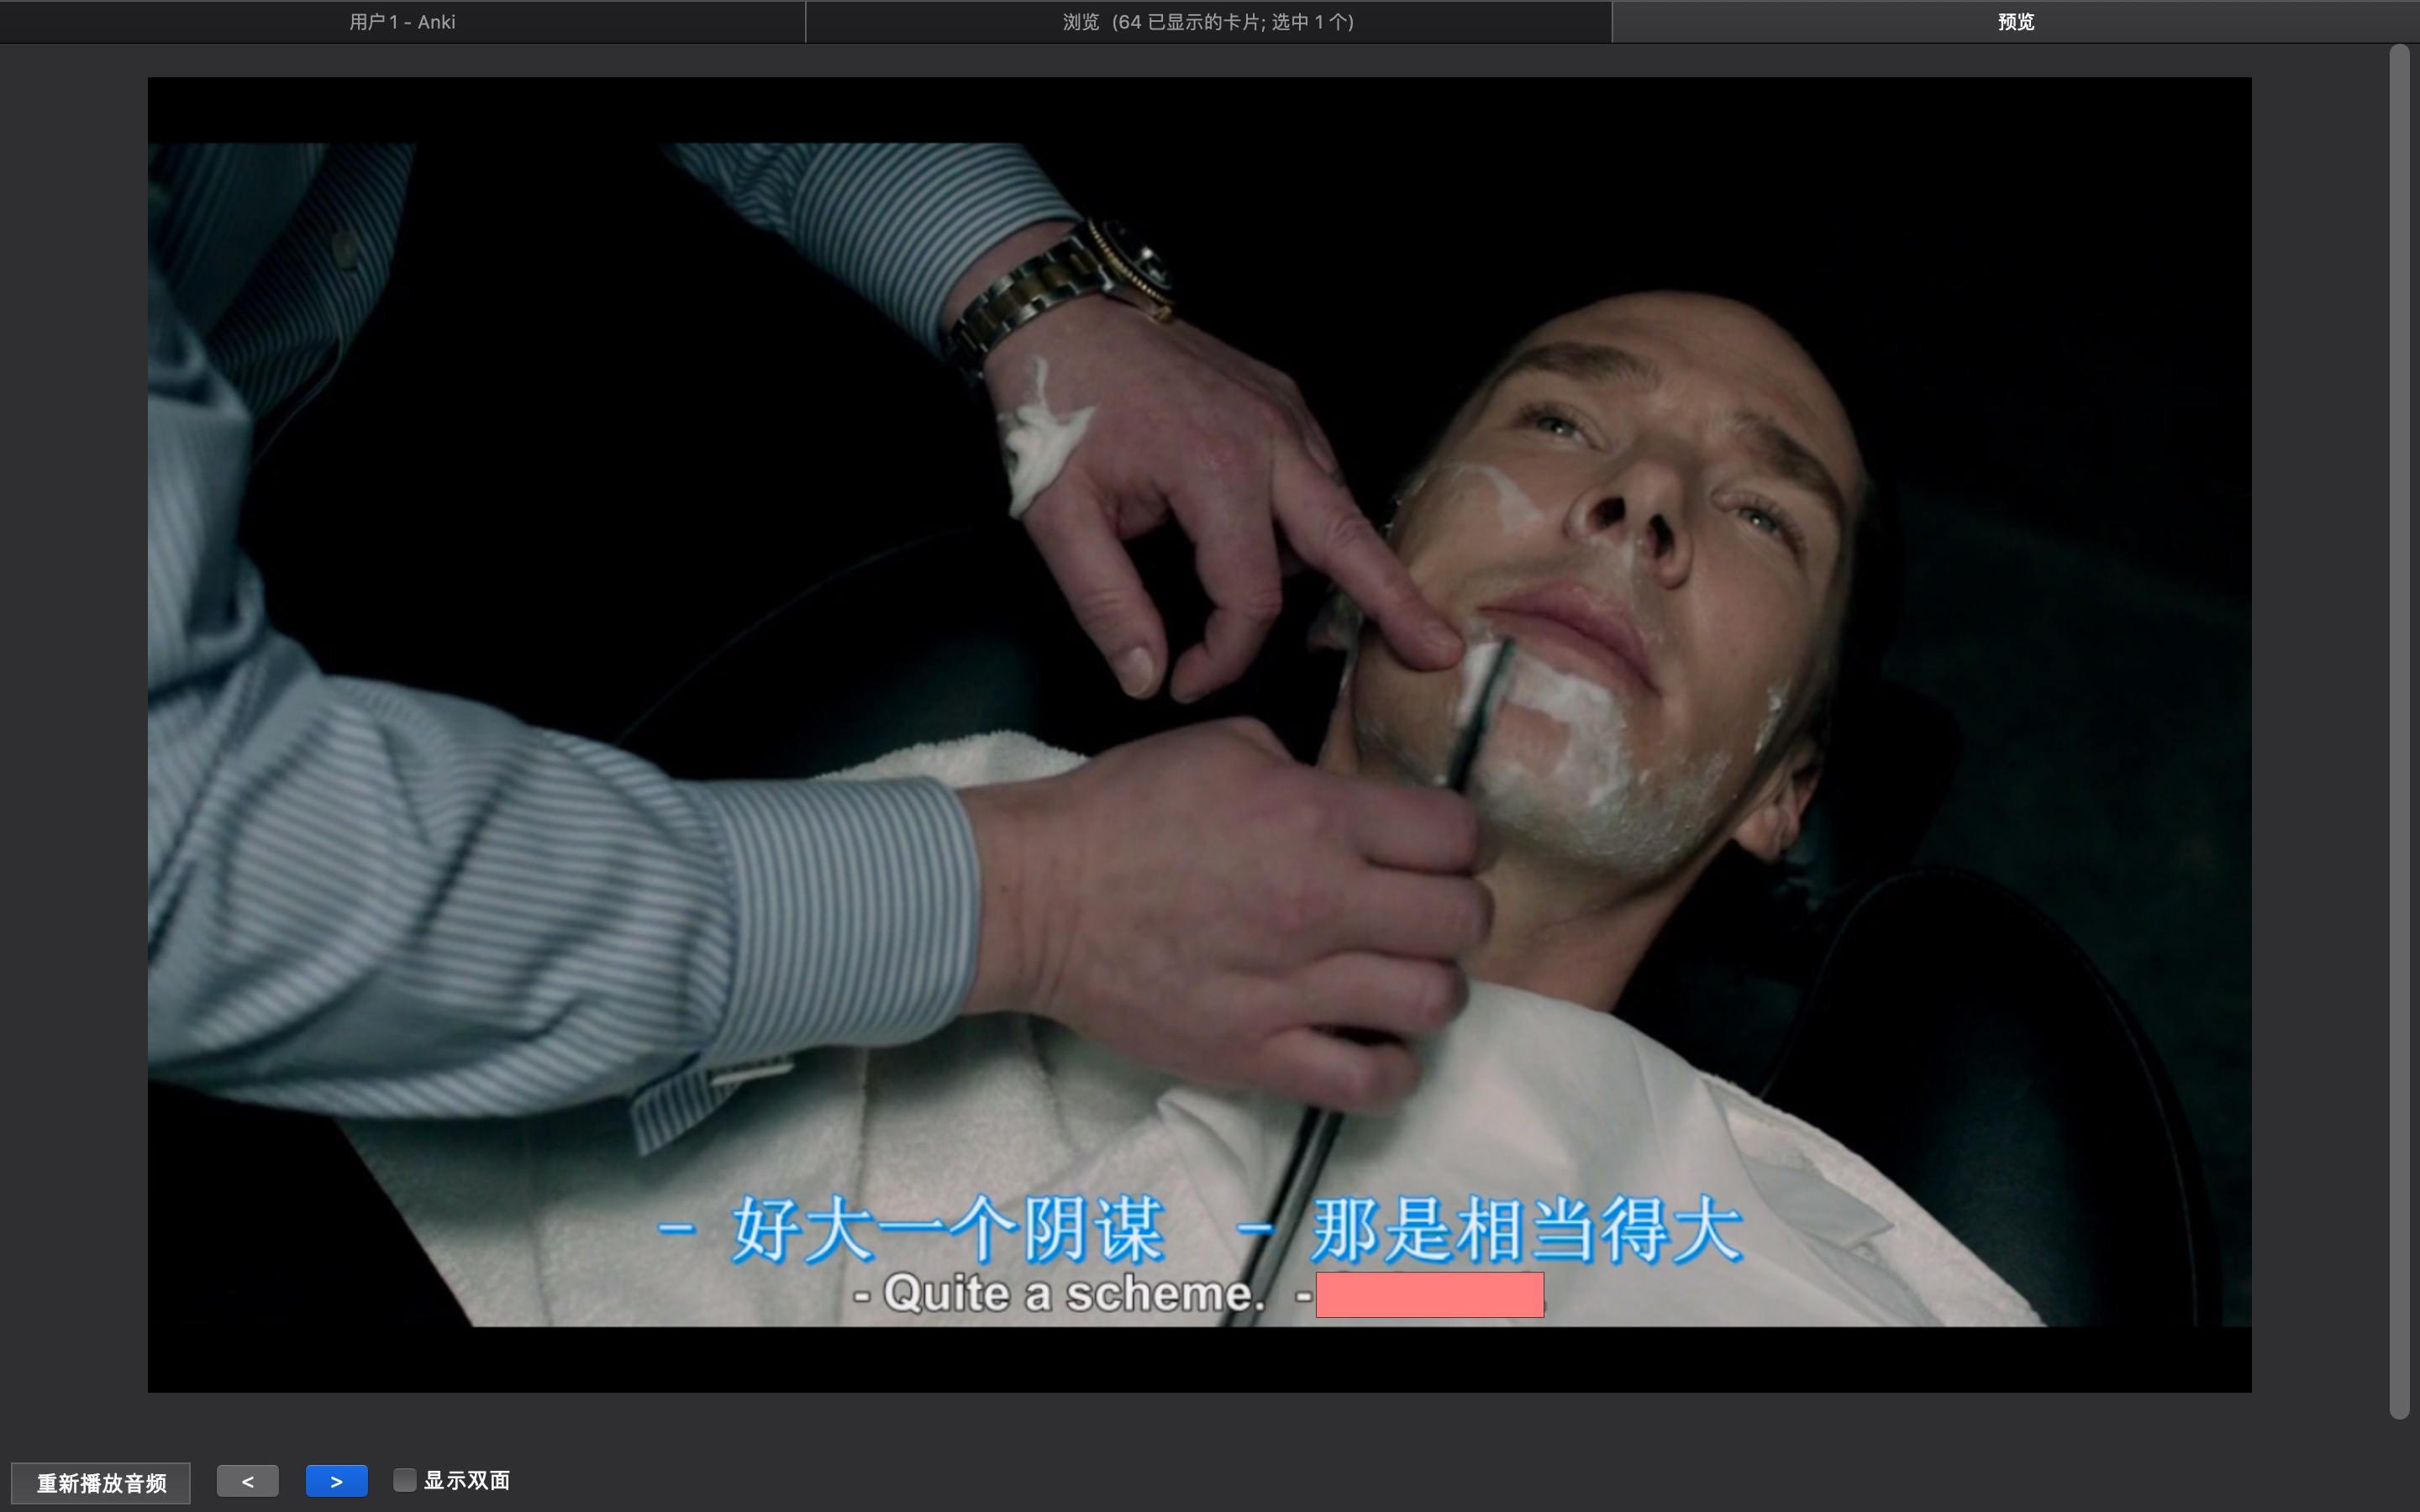 用户1 - Anki
浏览 (64 已显示的卡片; 选中 1 个)
预览
- 好大一个阴谋 - 那是相当得大
- Quite a scheme. -
重新播放音频
<
>
显示双面